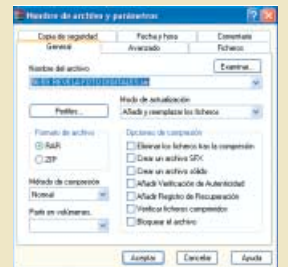 Nombre de archivo y parámetros
Copia de seguridad Fecha y hora Comentario
General Avanzado Ficheros
Nombre del archivo
Examinar...
Perfiles...
Modo de actualización
Añadir y reemplazar los ficheros
Formato de archivo
RAR
ZIP
Opciones de compresión
Eliminar los ficheros tras la compresión
Crear un archivo SFX
Crear un archivo sólido
Añadir Verificación de Autenticidad
Añadir Registro de Recuperación
Verificar ficheros comprimidos
Bloquear el archivo
Método de compresión
Normal
Partir en volúmenes,
Aceptar Cancelar Ayuda